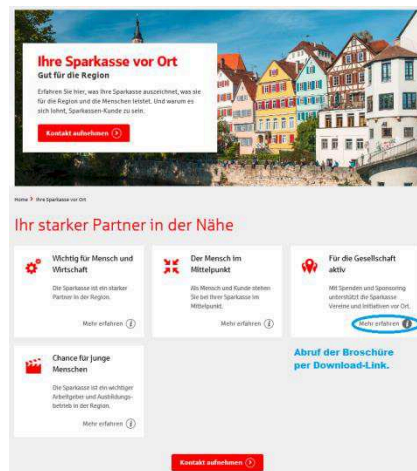 Ihre Sparkasse vor Ort
Gut für die Region
Erfahren Sie hier, was Ihre Sparkasse auszeichnet, was sie
für die Region und die Menschen leistet. Und warum es
sich lohnt, Sparkassen-Kunde zu sein.
Kontakt aufnehmen
Home > Ihre Sparkasse vor Ort
Ihr starker Partner in der Nähe
Wichtig für Mensch und
Wirtschaft
Die Sparkasse ist ein starker
Partner in der Region.
Mehr erfahren
Der Mensch im
Mittelpunkt
Als Mensch und Kunde stehen
Sie bei Ihrer Sparkasse im
Mittelpunkt.
Mehr erfahren
Für die Gesellschaft
aktiv
Mit Spenden und Sponsoring
unterstützt die Sparkasse
Vereine und Initiativen vor Ort.
Mehr erfahren
Abruf der Broschüre
per Download-Link.
Chance für Junge
Menschen
Die Sparkasse ist ein wichtiger
Arbeitgeber und Ausbildungs-
betrieb in der Region.
Mehr erfahren
Kontakt aufnehmen